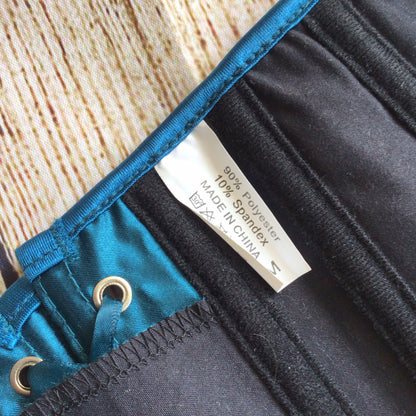 90% Polyester
10% Spandex
MADE IN CHINA